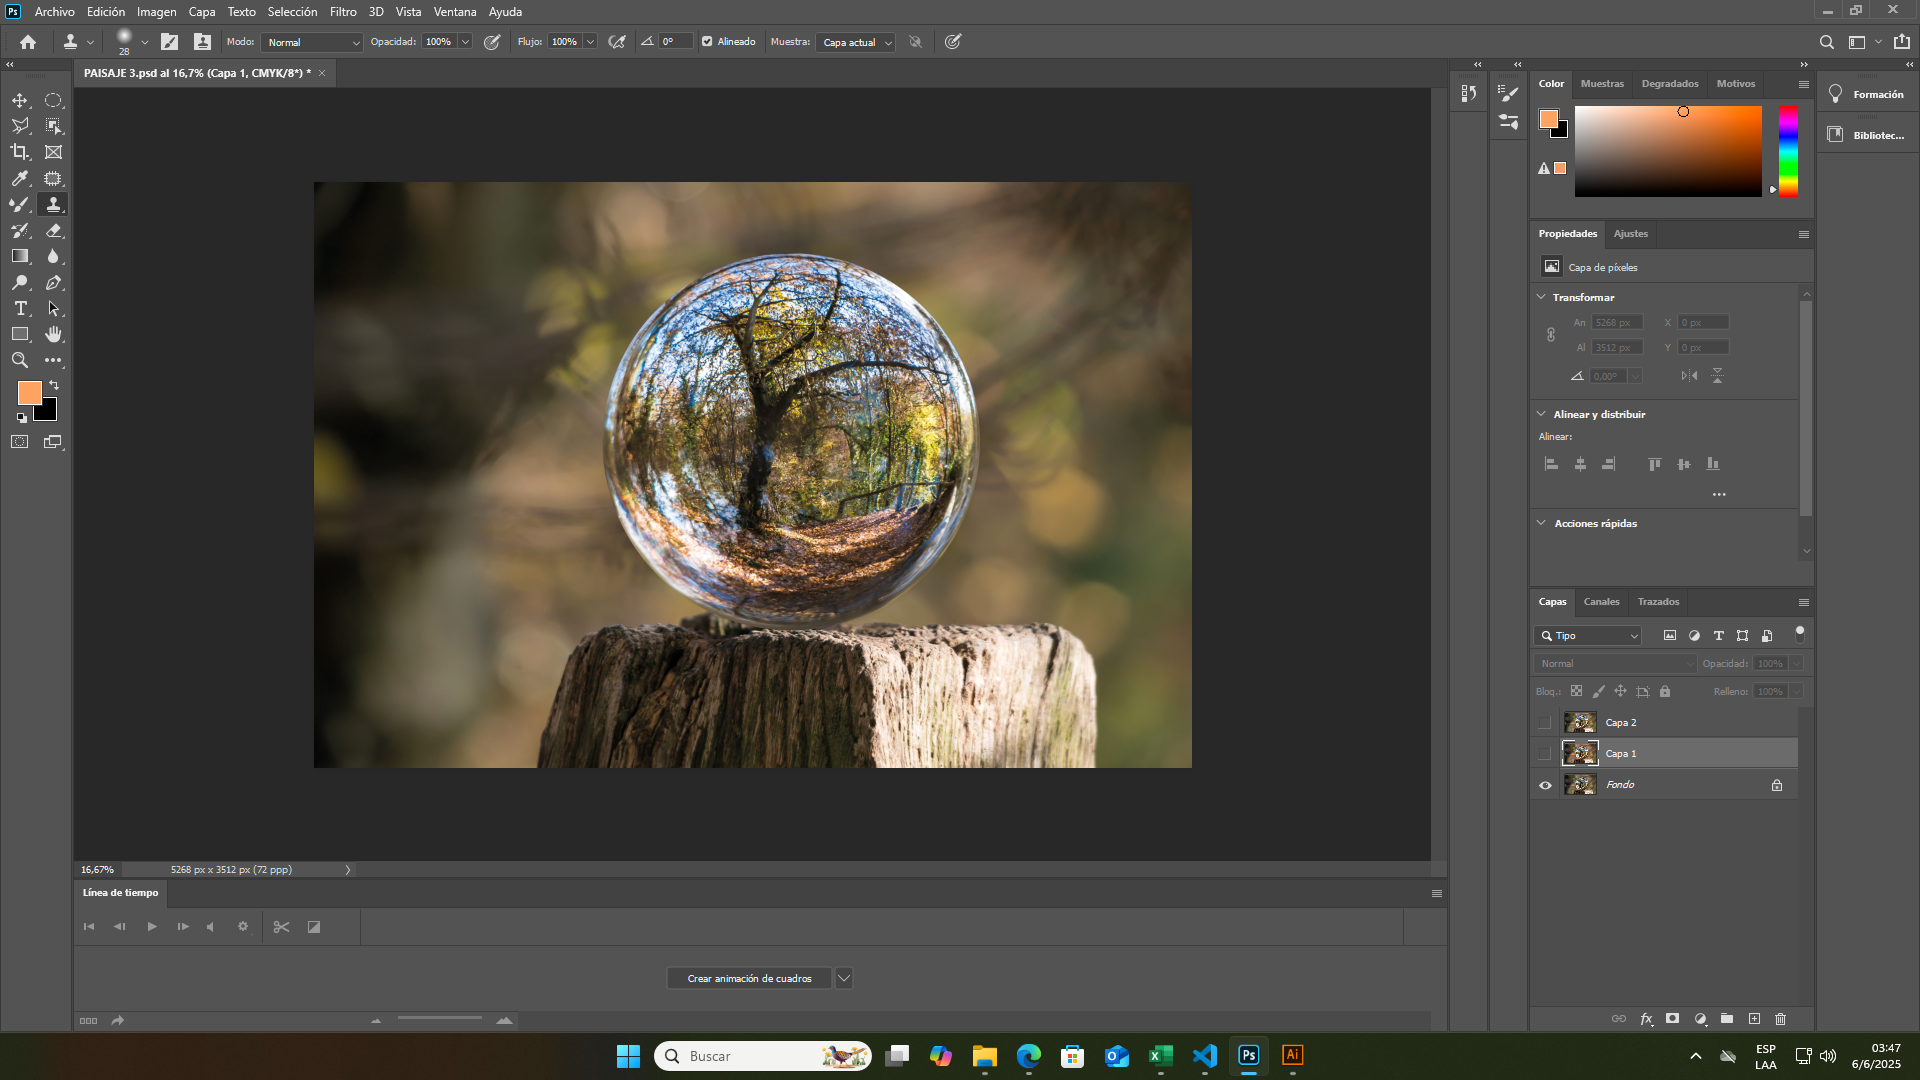 Ps Archivo Edición Imagen Capa Texto Selección Filtro 3D Vista Ventana Ayuda
28 Modo: Normal Opacidad: 100% Flujo: 100% 0° Alineado Muestra: Capa actual
PAISAJE 3.psd al 16,7% (Capa 1, CMYK/8*) *
Color Muestras Degradados Motivos
Formación
Bibliotec...
Propiedades Ajustes
Capa de píxeles
Transformar
An 5268 px X 0 px
Al 3512 px Y 0 px
0,00°
Alinear y distribuir
Alinear:
Acciones rápidas
Capas Canales Trazados
Tipo
Normal Opacidad: 100%
Bloq.: Relleno: 100%
Capa 2
Capa 1
Fondo
16,67% 5268 px x 3512 px (72 ppp)
Línea de tiempo
Crear animación de cuadros
fx
Buscar
Ps
Ai
ESP
LAA
03:47
6/6/2025